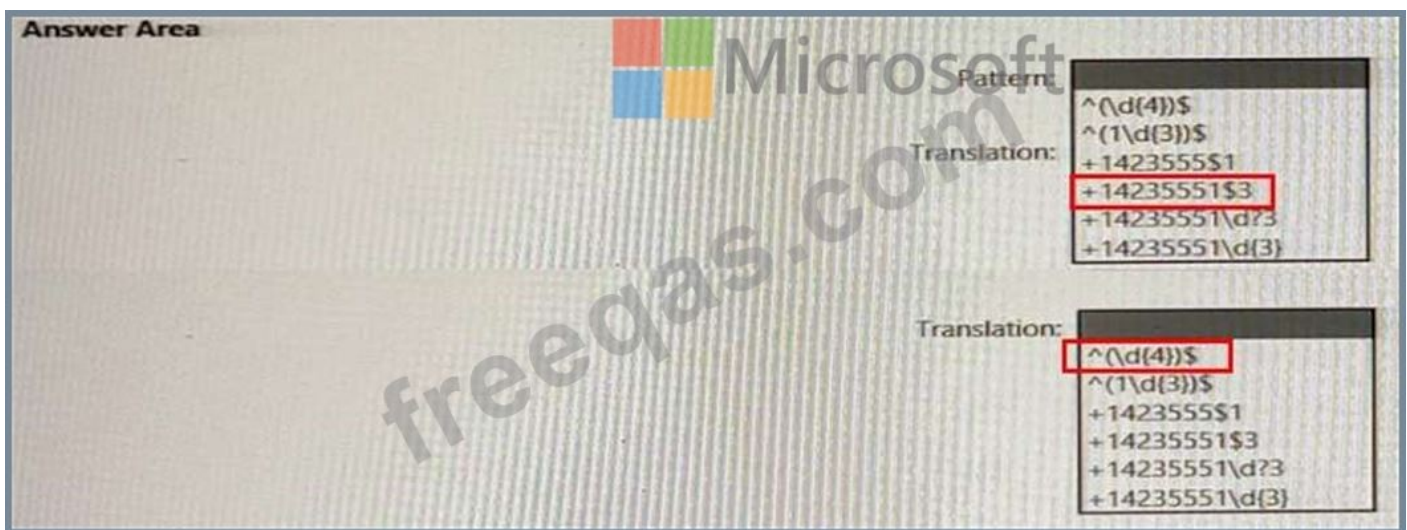 Answer Area
Microsoft
Pattern:
^(\d{4})$
^(1\d{3})$
Translation:
+1423555$1
+14235551$3
+14235551\d?3
+14235551\d{3}
freeqas.com
Translation:
^(\d{4})$
^(1\d{3})$
+1423555$1
+14235551$3
+14235551\d?3
+14235551\d{3}